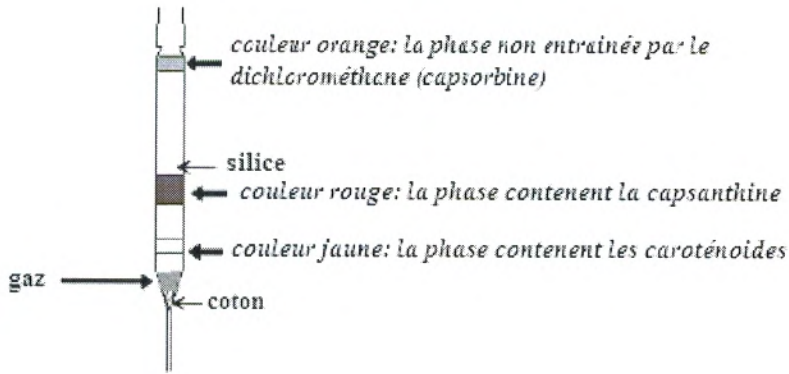 couleur orange: la phase non entrainée par le
dichlorométhane (capsorbine)
silice
couleur rouge: la phase contenent la capsanthine
couleur jaune: la phase contenent les caroténoides
gaz
coton